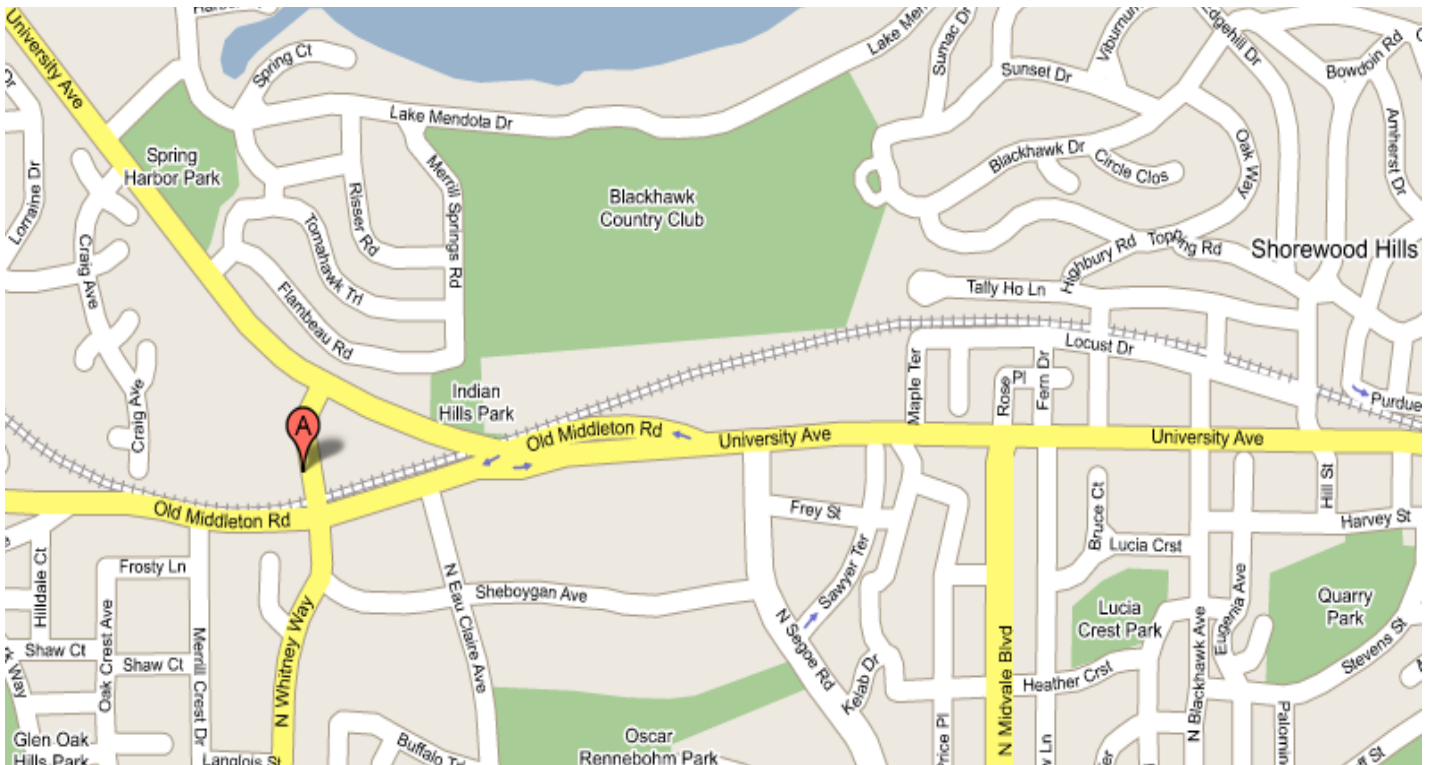 University Ave
Spring Ct
Lake Mendota Dr
Sumac Dr
Sunset Dr
Viburnum
Edgehill Dr
Bowdoin Rd
Amherst Dr
Oak Way
Blackhawk Dr
Circle Clos
Spring
Harbor Park
Lorraine Dr
Craig Ave
Risser Rd
Merrill Springs Rd
Tomahawk Trl
Flambeau Rd
Blackhawk
Country Club
Highbury Rd
Topping Rd
Shorewood Hills
Tally Ho Ln
Locust Dr
Maple Ter
Rose Pl
Fern Dr
Purdue
Craig Ave
A
Indian
Hills Park
Old Middleton Rd
University Ave
University Ave
Old Middleton Rd
Hill St
Harvey St
Frey St
Bruce Ct
Lucia Crst
Sawyer Ter
Frosty Ln
Hilldale Ct
Oak Crest Ave
Shaw Ct
Shaw Ct
Merrill Crest Dr
N Whitney Way
Sheboygan Ave
N Eau Claire Ave
N Segoe Rd
Kelab Dr
N Midvale Blvd
Heather Crst
Lucia
Crest Park
N Blackhawk Ave
Eugenia Ave
Quarry
Park
Stevens St
Price Pl
Glen Oak
Hills Park
Langlois St
Buffalo
Oscar
Rennebohm Park